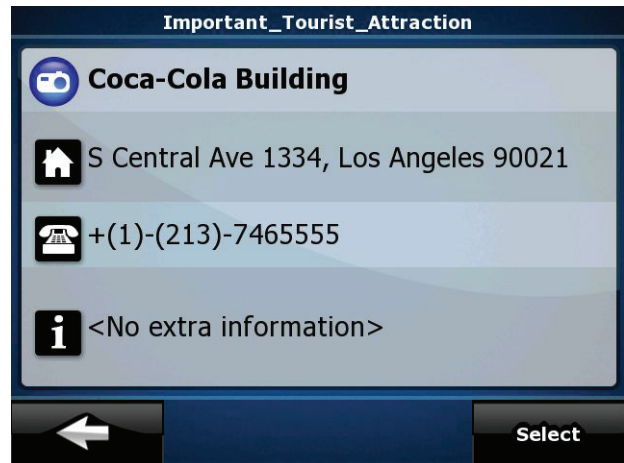 Important_Tourist_Attraction
Coca-Cola Building
S Central Ave 1334, Los Angeles 90021
+(1)-(213)-7465555
<No extra information>
Select